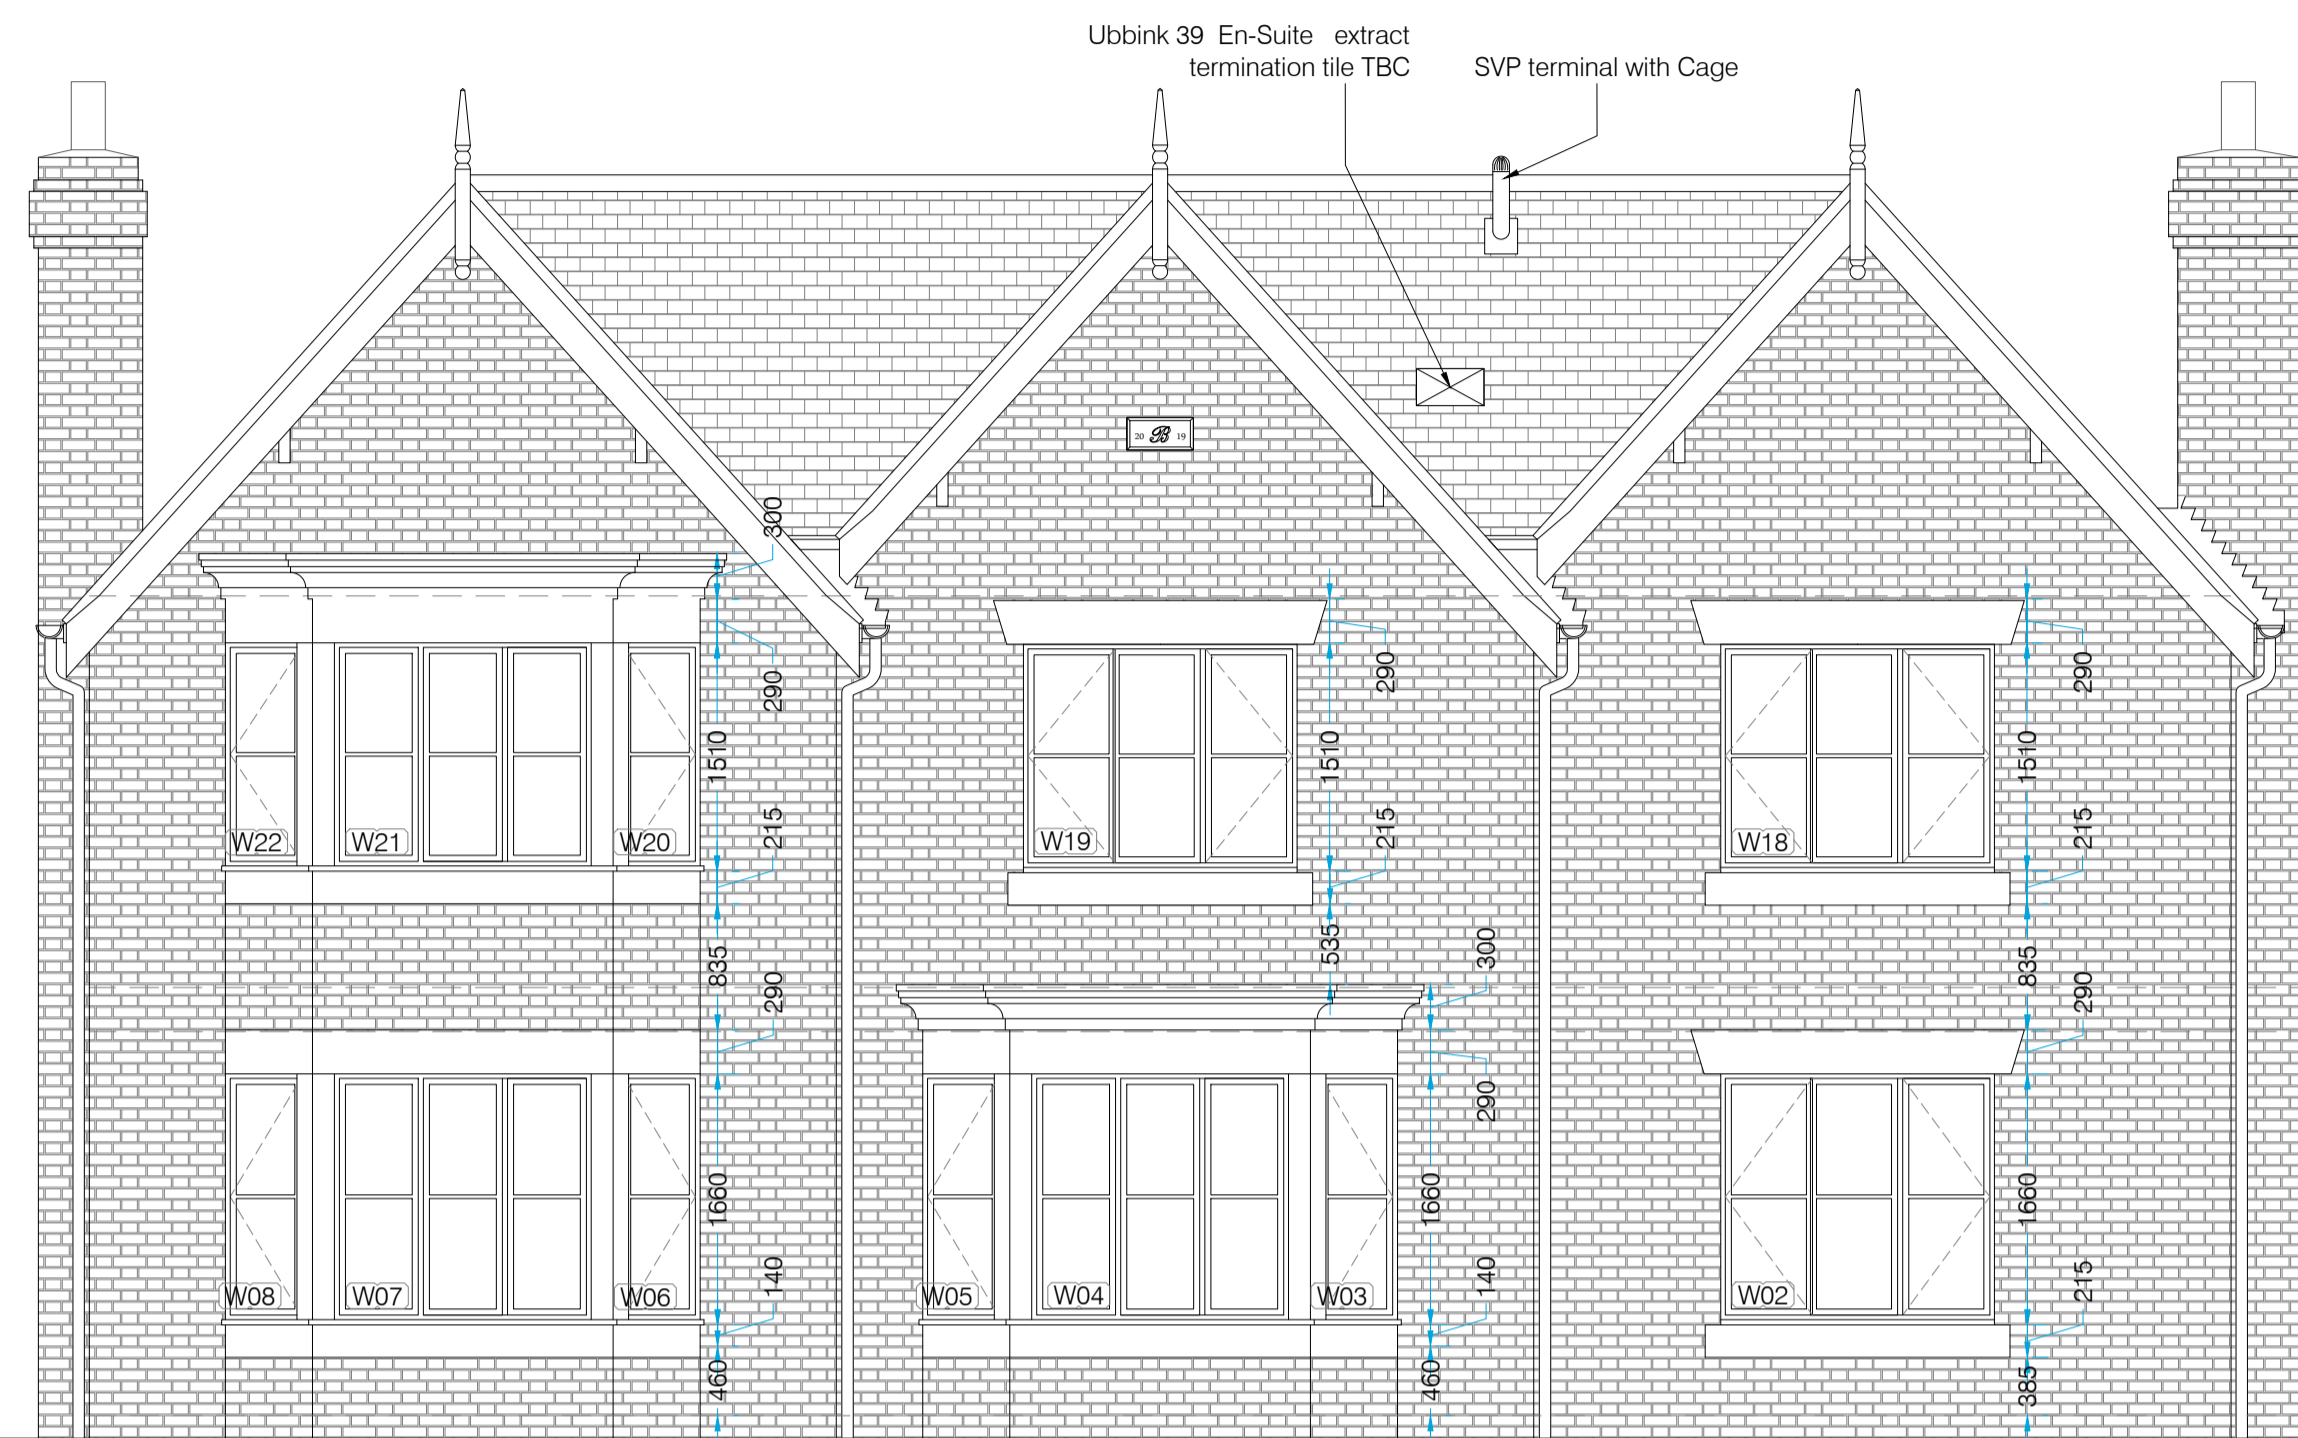 Ubbink 39 En-Suite extract
termination tile TBC
SVP terminal with Cage
20 B 19
300
290
1510
215
835
290
1660
140
460
290
1510
215
535
300
290
1660
140
460
290
1510
215
835
290
1660
215
385
W22
W21
W20
W19
W18
W08
W07
W06
W05
W04
W03
W02